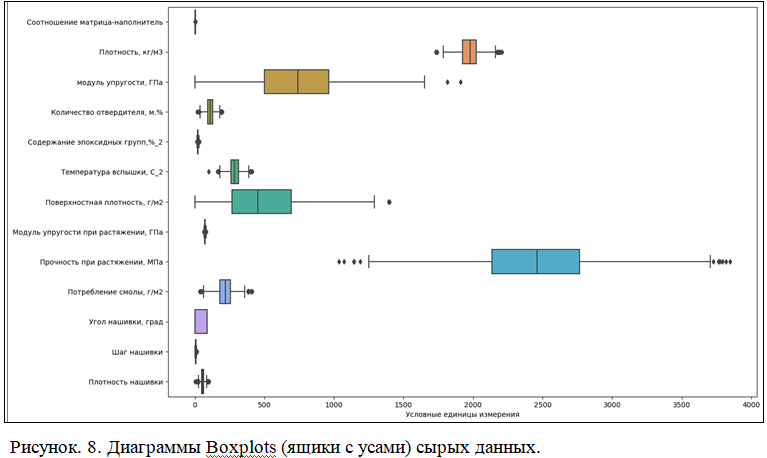 Соотношение матрица-наполнитель
Плотность, кг/м3
модуль упругости, ГПа
Количество отвердителя, м.%
Содержание эпоксидных групп,%_2
Температура вспышки, С_2
Поверхностная плотность, г/м2
Модуль упругости при растяжении, ГПа
Прочность при растяжении, МПа
Потребление смолы, г/м2
Угол нашивки, град
Шаг нашивки
Плотность нашивки
0 500 1000 1500 2000 2500 3000 3500 4000
Условные единицы измерения
Рисунок. 8. Диаграммы Boxplots (ящики с усами) сырых данных.